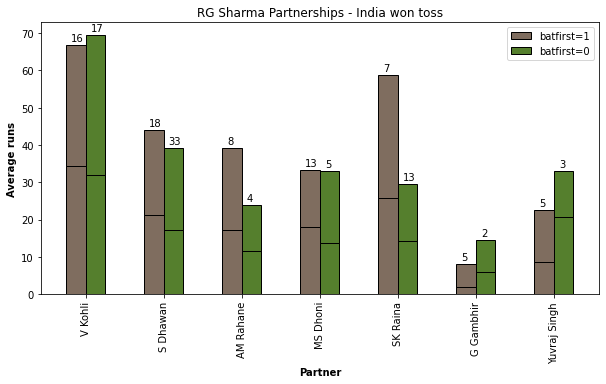 RG Sharma Partnerships - India won toss
batfirst=1
batfirst=0
Average runs
70
60
50
40
30
20
10
0
16
17
18
33
8
4
13
5
7
13
5
2
5
3
V Kohli
S Dhawan
AM Rahane
MS Dhoni
SK Raina
G Gambhir
Yuvraj Singh
Partner